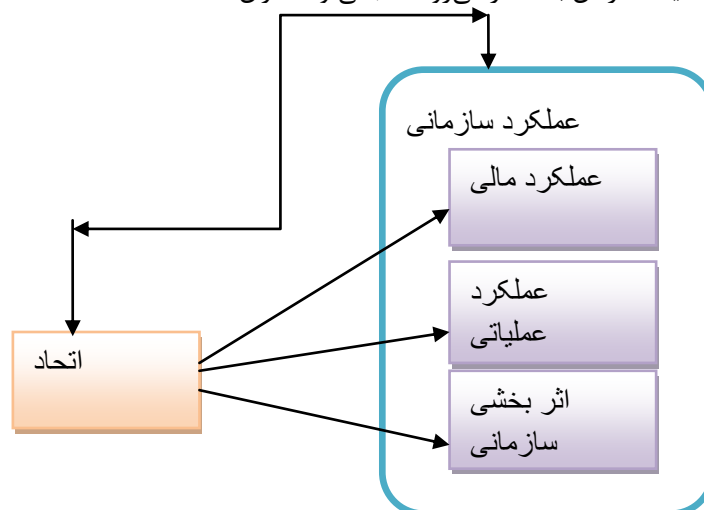 عملکرد سازمانی
عملکرد مالی
عملکرد
عملیاتی
اتحاد
اثر بخشی
سازمانی